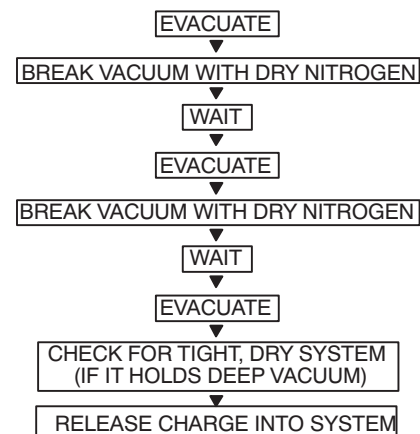 EVACUATE
BREAK VACUUM WITH DRY NITROGEN
WAIT
EVACUATE
BREAK VACUUM WITH DRY NITROGEN
WAIT
EVACUATE
CHECK FOR TIGHT, DRY SYSTEM
(IF IT HOLDS DEEP VACUUM)
RELEASE CHARGE INTO SYSTEM